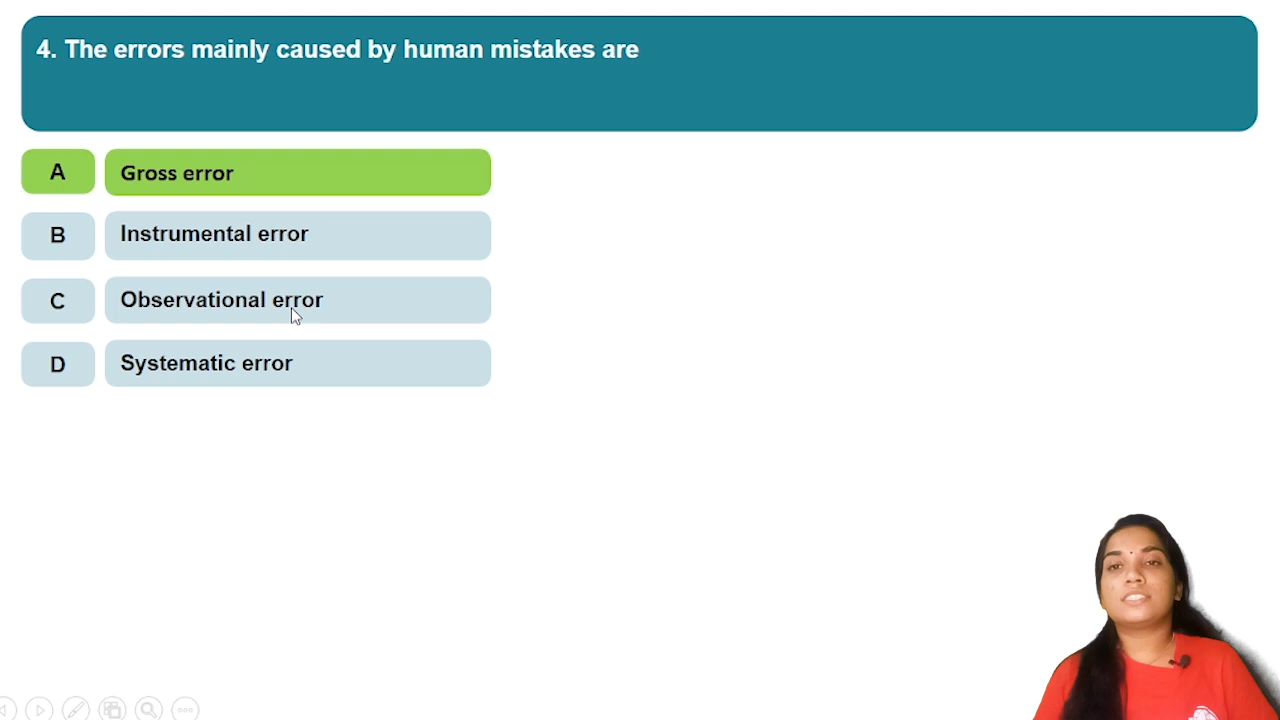 4. The errors mainly caused by human mistakes are
A Gross error
B Instrumental error
C Observational error
D Systematic error